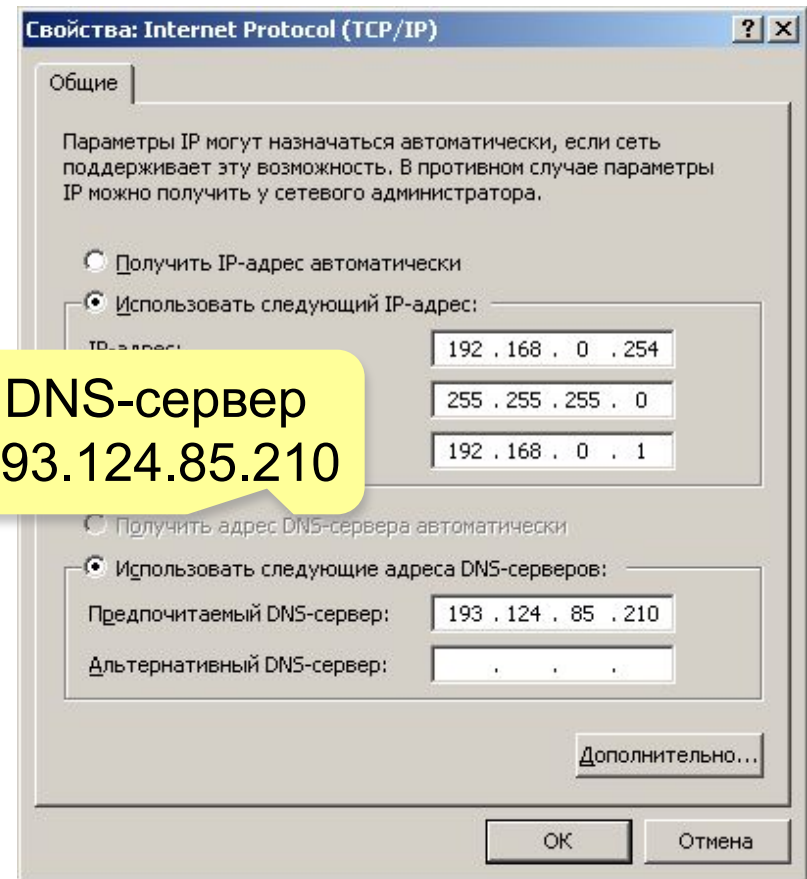 Свойства: Internet Protocol (TCP/IP)
Общие
Параметры IP могут назначаться автоматически, если сеть
поддерживает эту возможность. В противном случае параметры
IP можно получить у сетевого администратора.
Получить IP-адрес автоматически
Использовать следующий IP-адрес:
IP-адрес: 192 . 168 . 0 . 254
DNS-сервер
93.124.85.210
255 . 255 . 255 . 0
192 . 168 . 0 . 1
Получить адрес DNS-сервера автоматически
Использовать следующие адреса DNS-серверов:
Предпочитаемый DNS-сервер: 193 . 124 . 85 . 210
Альтернативный DNS-сервер: . . .
Дополнительно...
ОК Отмена